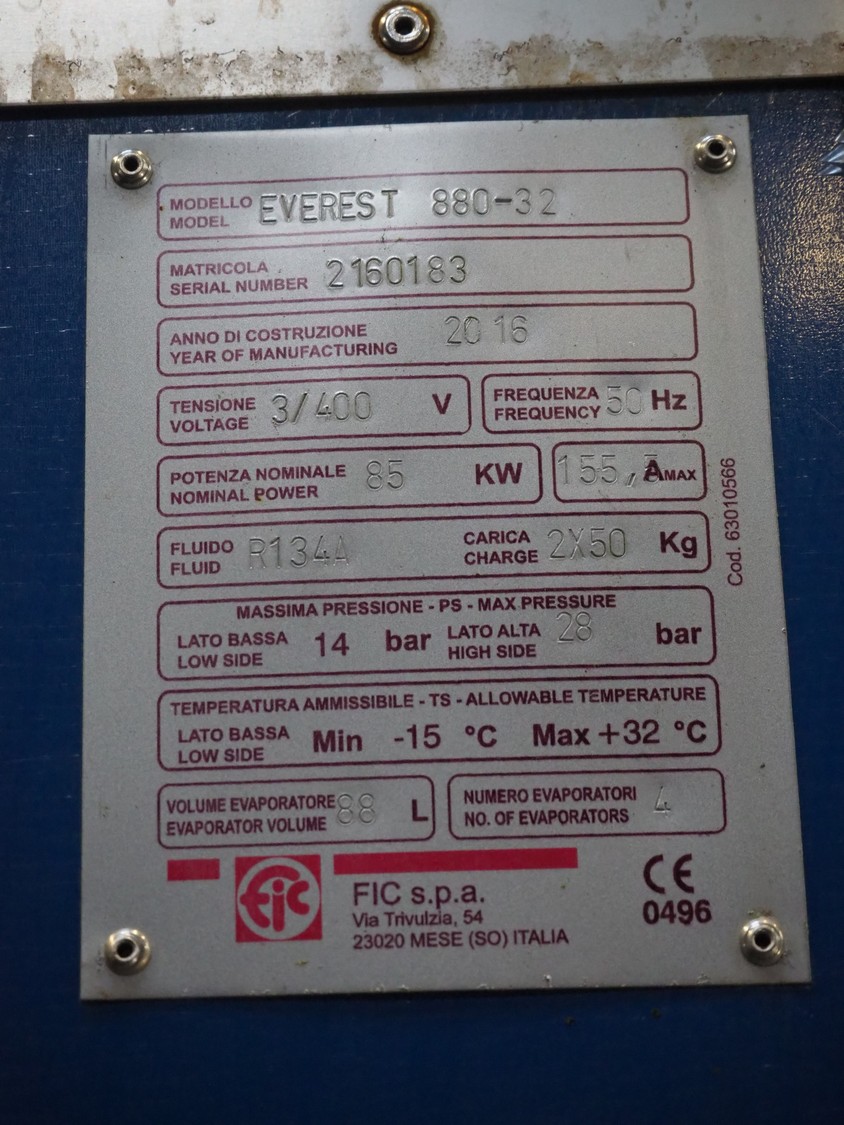 MODELLO
MODEL
EVEREST 880-32
MATRICOLA
SERIAL NUMBER
2160183
ANNO DI COSTRUZIONE
YEAR OF MANUFACTURING
2016
TENSIONE
VOLTAGE
3/400 V
FREQUENZA
FREQUENCY
50 Hz
POTENZA NOMINALE
NOMINAL POWER
85 KW
AMAX
FLUIDO
FLUID
R134A
CARICA
CHARGE
2X50 Kg
MASSIMA PRESSIONE - PS - MAX PRESSURE
LATO BASSA
LOW SIDE
14 bar
LATO ALTA
HIGH SIDE
28 bar
TEMPERATURA AMMISSIBILE - TS - ALLOWABLE TEMPERATURE
LATO BASSA
LOW SIDE
Min -15 °C Max +32 °C
VOLUME EVAPORATORE
EVAPORATOR VOLUME
88 L
NUMERO EVAPORATORI
NO. OF EVAPORATORS
4
Fic
FIC s.p.a.
Via Trivulzia, 54
23020 MESE (SO) ITALIA
CE
0496
Cod. 63010566